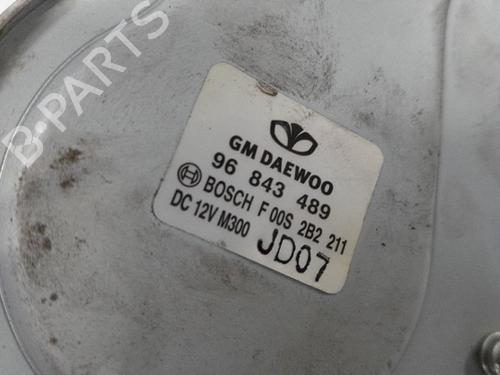 B-PARTS
GM DAEWOO
96 843 489
BOSCH F 00S 2B2 211
DC 12V M300
JD07